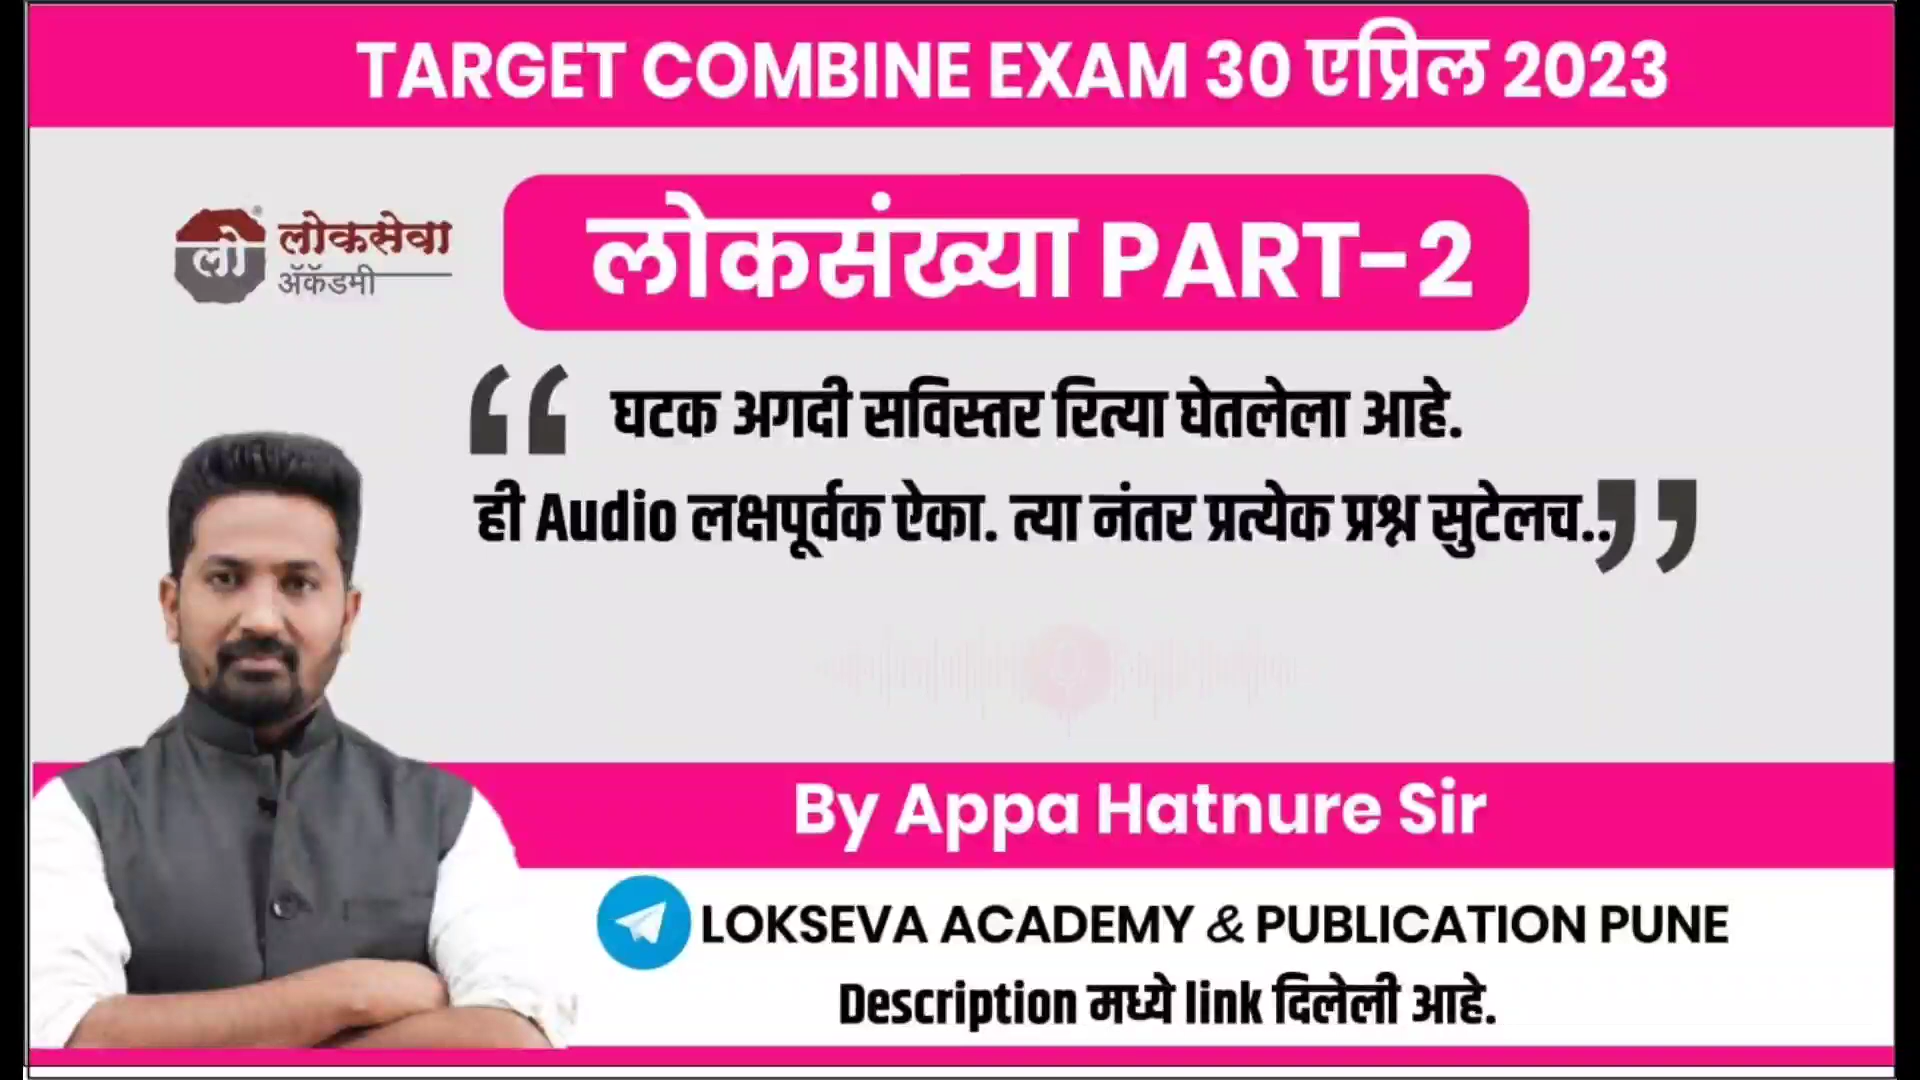 TARGET COMBINE EXAM 30 एप्रिल 2023
लो लोकसेवा
ॲकॅडमी
लोकसंख्या PART-2
“ घटक अगदी सविस्तर रित्या घेतलेला आहे.
ही Audio लक्षपूर्वक ऐका. त्या नंतर प्रत्येक प्रश्न सुटेलच.. ”
By Appa Hatnure Sir
LOKSEVA ACADEMY & PUBLICATION PUNE
Description मध्ये link दिलेली आहे.